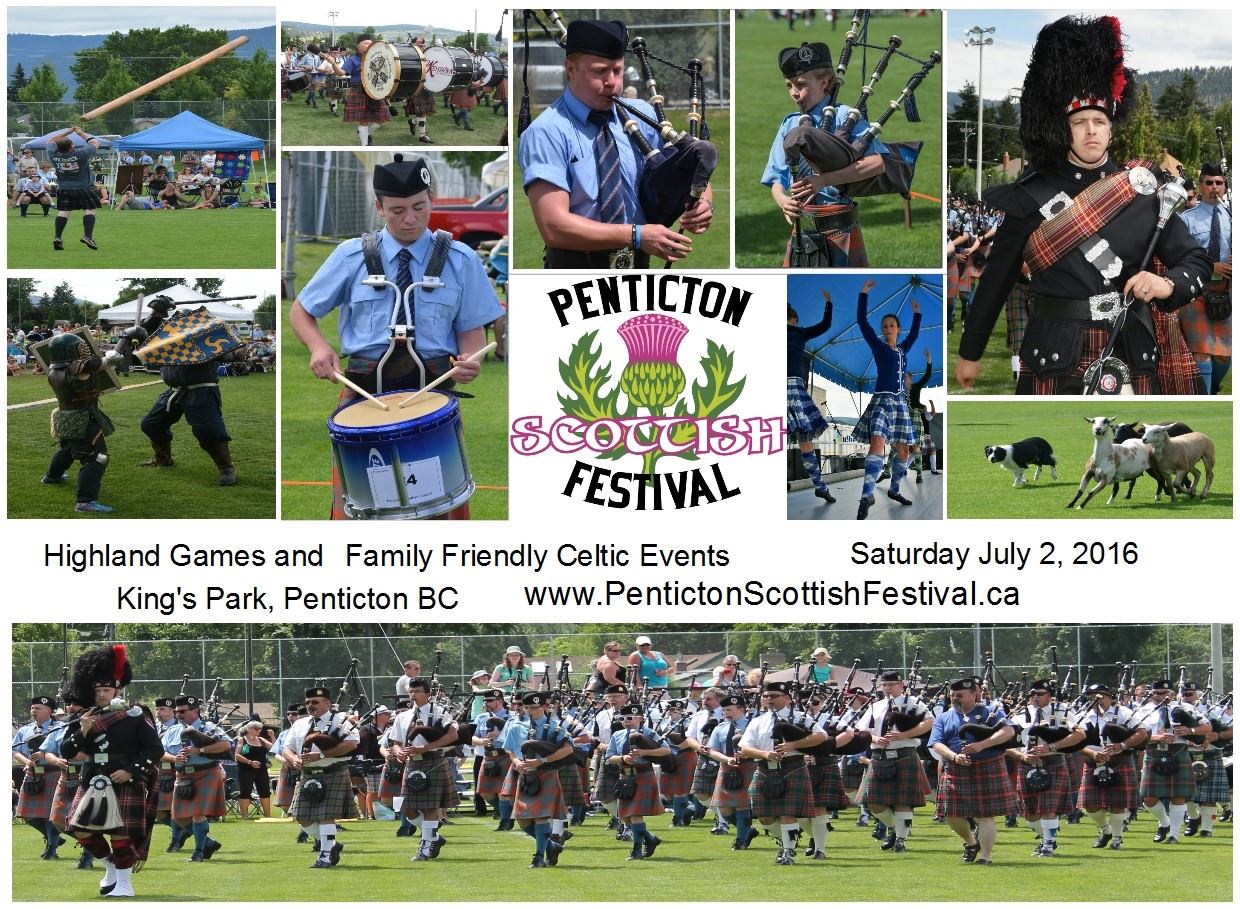 PENTICTON
SCOTTISH
FESTIVAL
4
Highland Games and Family Friendly Celtic Events
Saturday July 2, 2016
King's Park, Penticton BC
www.PentictonScottishFestival.ca